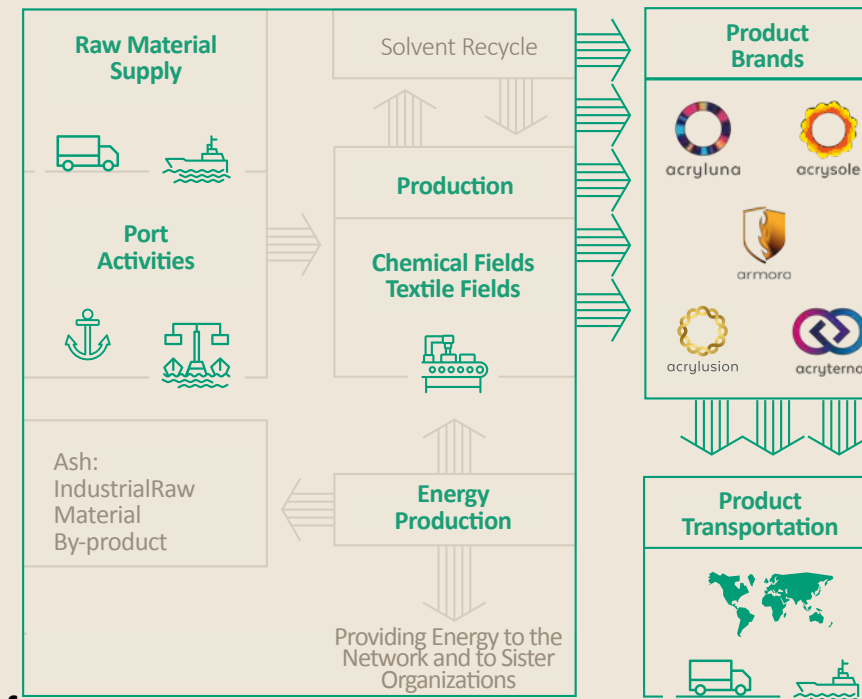 Raw Material
Supply
Port
Activities
Solvent Recycle
Production
Chemical Fields
Textile Fields
Ash:
IndustrialRaw
Material
By-product
Energy
Production
Providing Energy to the
Network and to Sister
Organizations
Product
Brands
acryluna
acrysole
armora
acrylusion
acryterna
Product
Transportation